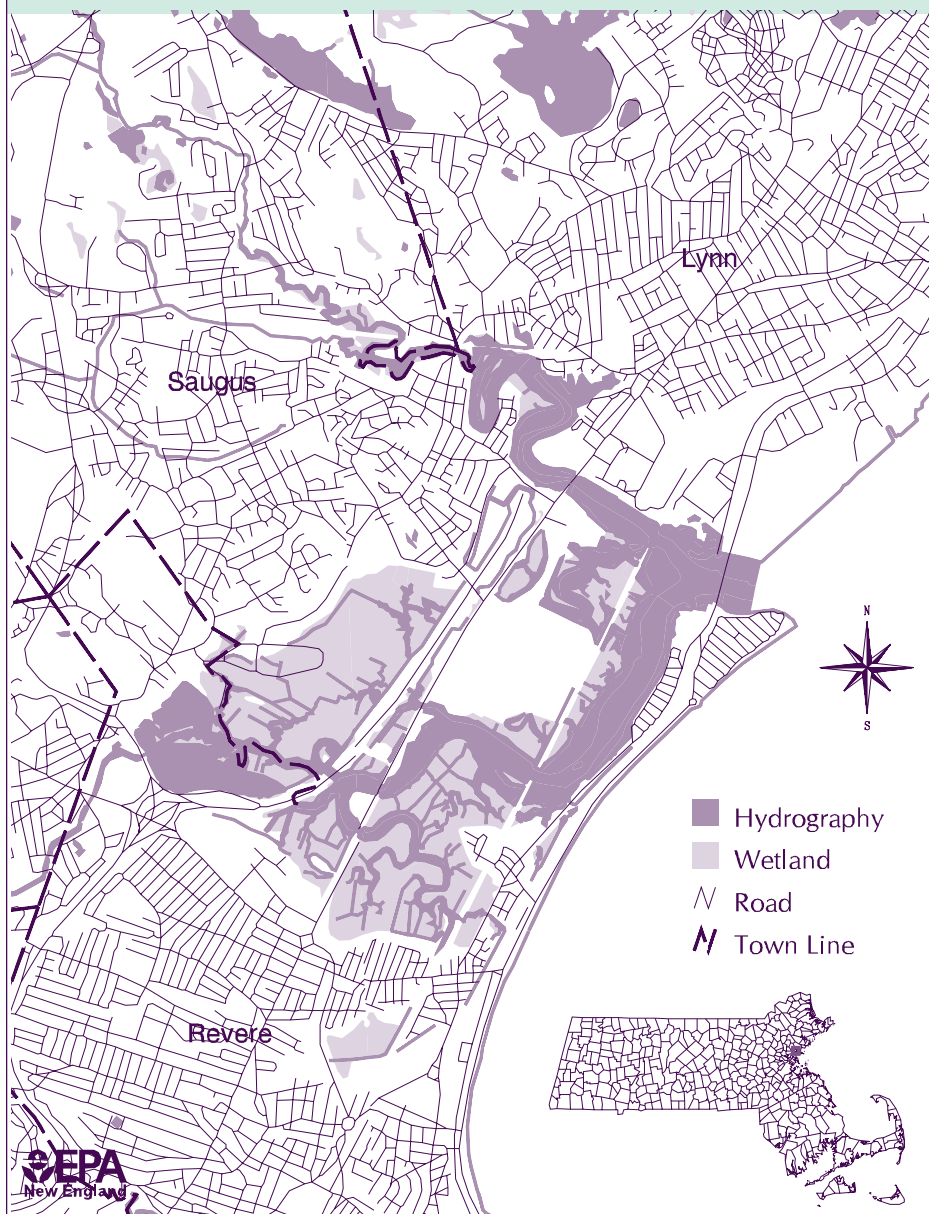 Lynn
Saugus
N
S
Hydrography
Wetland
Road
Town Line
Revere
EPA
New England